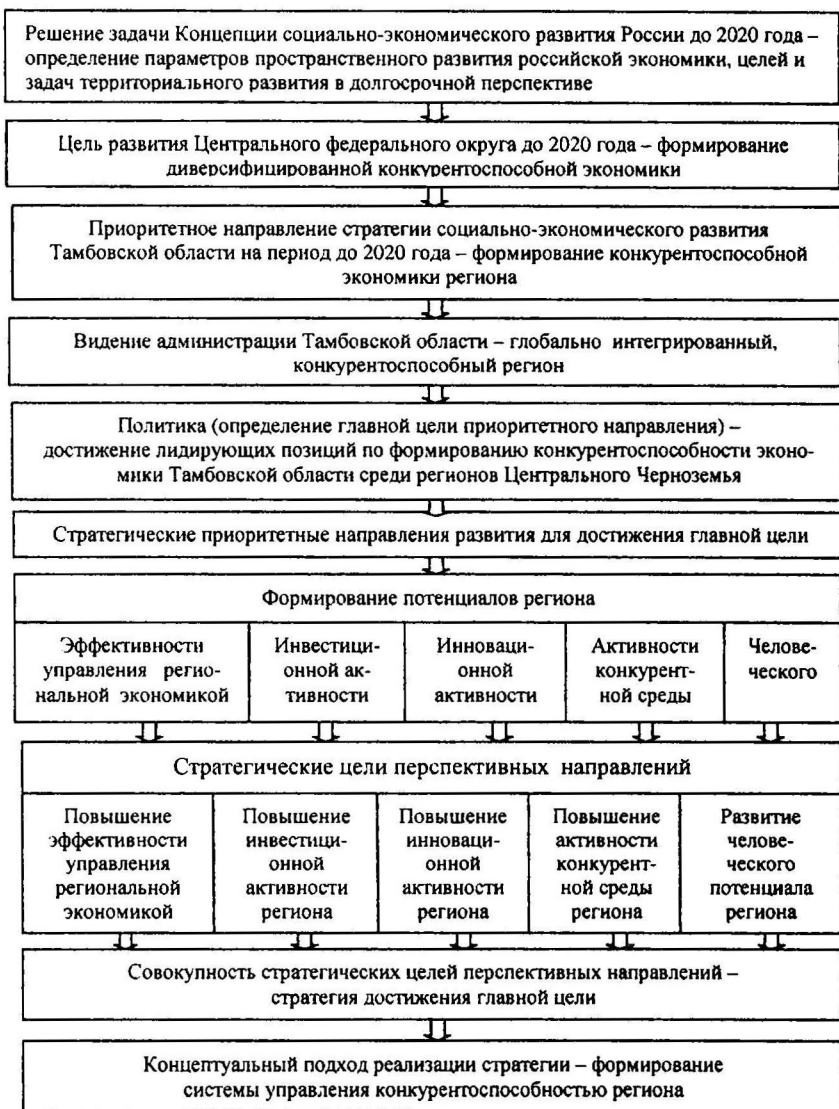 Решение задачи Концепции социально-экономического развития России до 2020 года –
определение параметров пространственного развития российской экономики, целей и
задач территориального развития в долгосрочной перспективе
Цель развития Центрального федерального округа до 2020 года – формирование
диверсифицированной конкурентоспособной экономики
Приоритетное направление стратегии социально-экономического развития
Тамбовской области на период до 2020 года – формирование конкурентоспособной
экономики региона
Видение администрации Тамбовской области – глобально интегрированный,
конкурентоспособный регион
Политика (определение главной цели приоритетного направления) –
достижение лидирующих позиций по формированию конкурентоспособности эконо-
мики Тамбовской области среди регионов Центрального Черноземья
Стратегические приоритетные направления развития для достижения главной цели
Формирование потенциалов региона
Эффективности
управления регио-
нальной экономикой
Инвестици-
онной ак-
тивности
Инноваци-
онной
активности
Активности
конкурент-
ной среды
Челове-
ческого
Стратегические цели перспективных направлений
Повышение
эффективности
управления
региональной
экономикой
Повышение
инвестици-
онной
активности
региона
Повышение
инноваци-
онной
активности
региона
Повышение
активности
конкурент-
ной среды
региона
Развитие
челове-
ческого
потенциала
региона
Совокупность стратегических целей перспективных направлений –
стратегия достижения главной цели
Концептуальный подход реализации стратегии – формирование
системы управления конкурентоспособностью региона